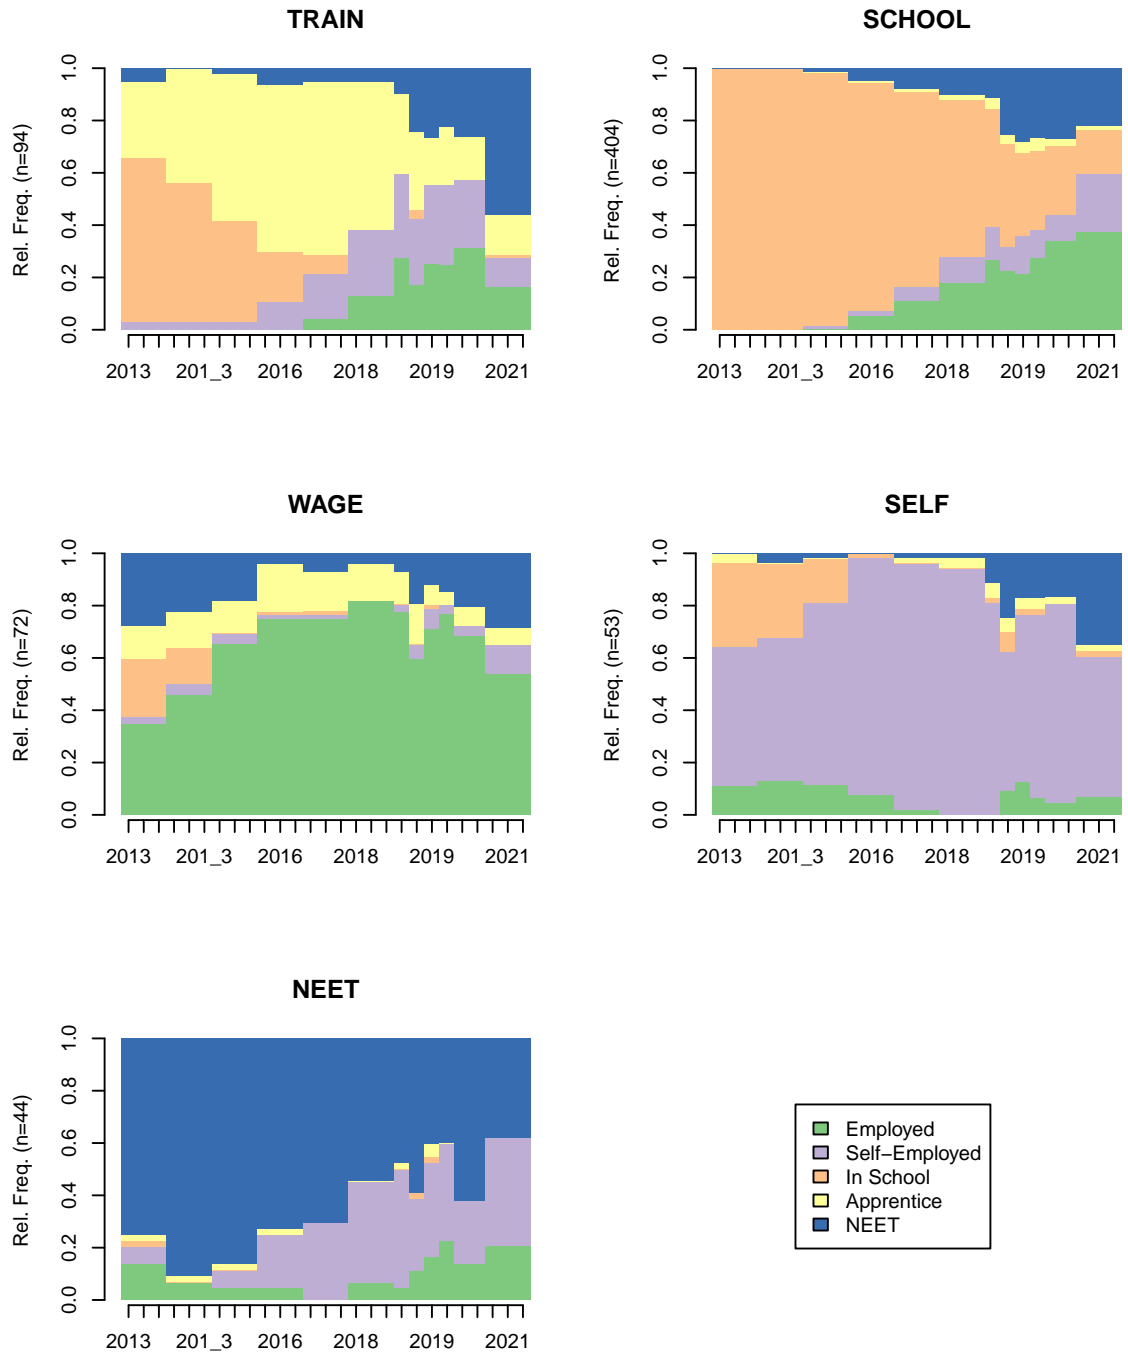 TRAIN
Rel. Freq. (n=94)
0.0 0.2 0.4 0.6 0.8 1.0
2013 201_3 2016 2018 2019 2021
SCHOOL
Rel. Freq. (n=404)
0.0 0.2 0.4 0.6 0.8 1.0
2013 201_3 2016 2018 2019 2021
WAGE
Rel. Freq. (n=72)
0.0 0.2 0.4 0.6 0.8 1.0
2013 201_3 2016 2018 2019 2021
SELF
Rel. Freq. (n=53)
0.0 0.2 0.4 0.6 0.8 1.0
2013 201_3 2016 2018 2019 2021
NEET
Rel. Freq. (n=44)
0.0 0.2 0.4 0.6 0.8 1.0
2013 201_3 2016 2018 2019 2021
Employed
Self−Employed
In School
Apprentice
NEET